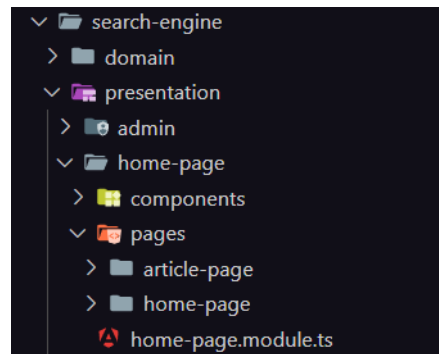 search-engine
domain
presentation
admin
home-page
components
pages
article-page
home-page
home-page.module.ts